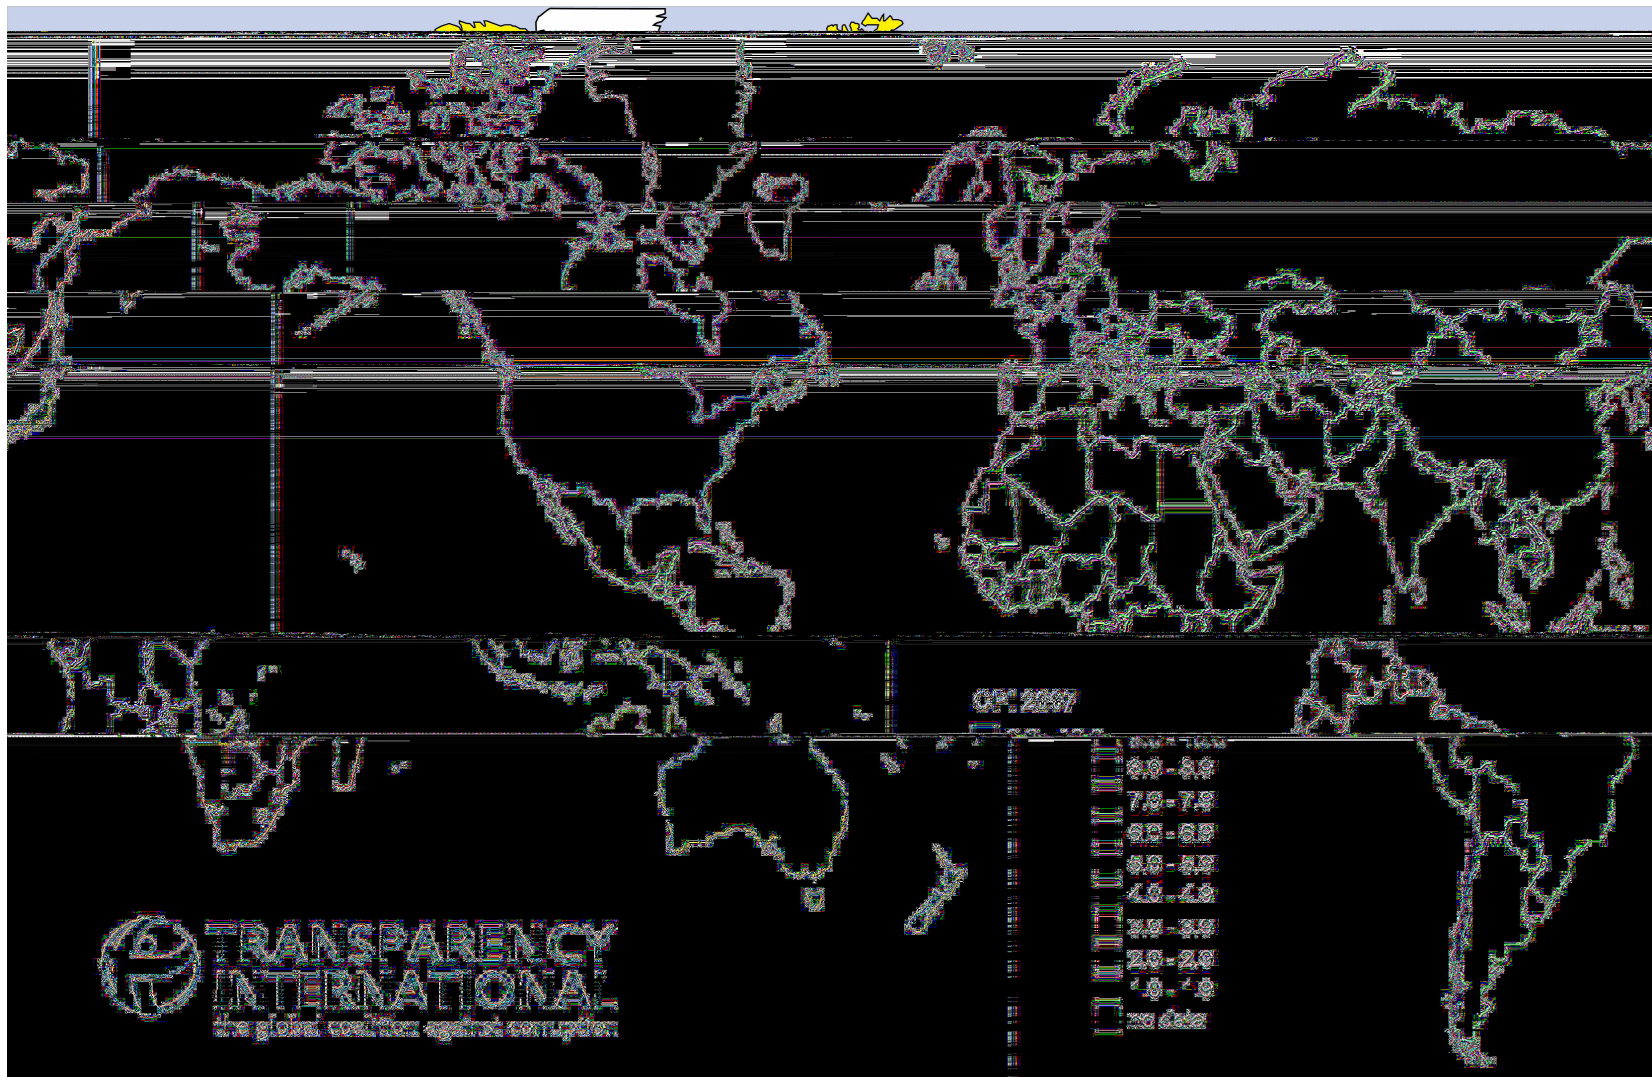 CPI 2007
8.0 - 8.9
7.0 - 7.9
6.0 - 6.9
5.0 - 5.9
4.0 - 4.9
3.0 - 3.9
2.0 - 2.9
no data
TRANSPARENCY
INTERNATIONAL
the global coalition against corruption